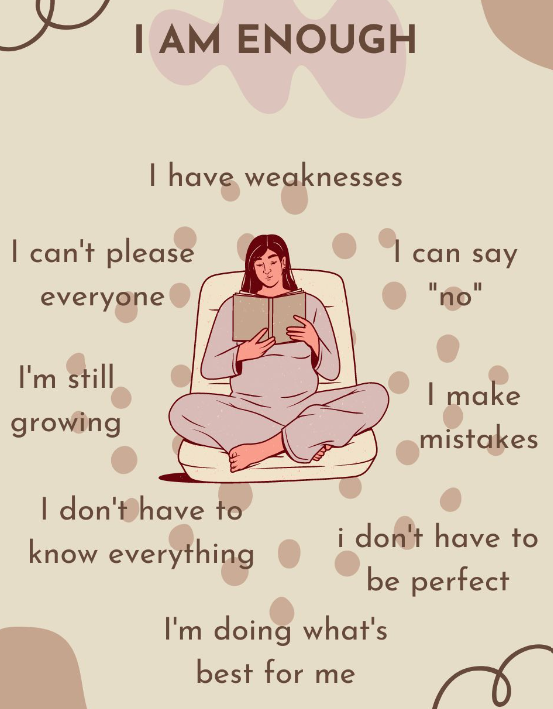 I AM ENOUGH
I have weaknesses
I can't please
everyone
I can say
"no"
I'm still
growing
I make
mistakes
I don't have to
know everything
i don't have to
be perfect
I'm doing what's
best for me